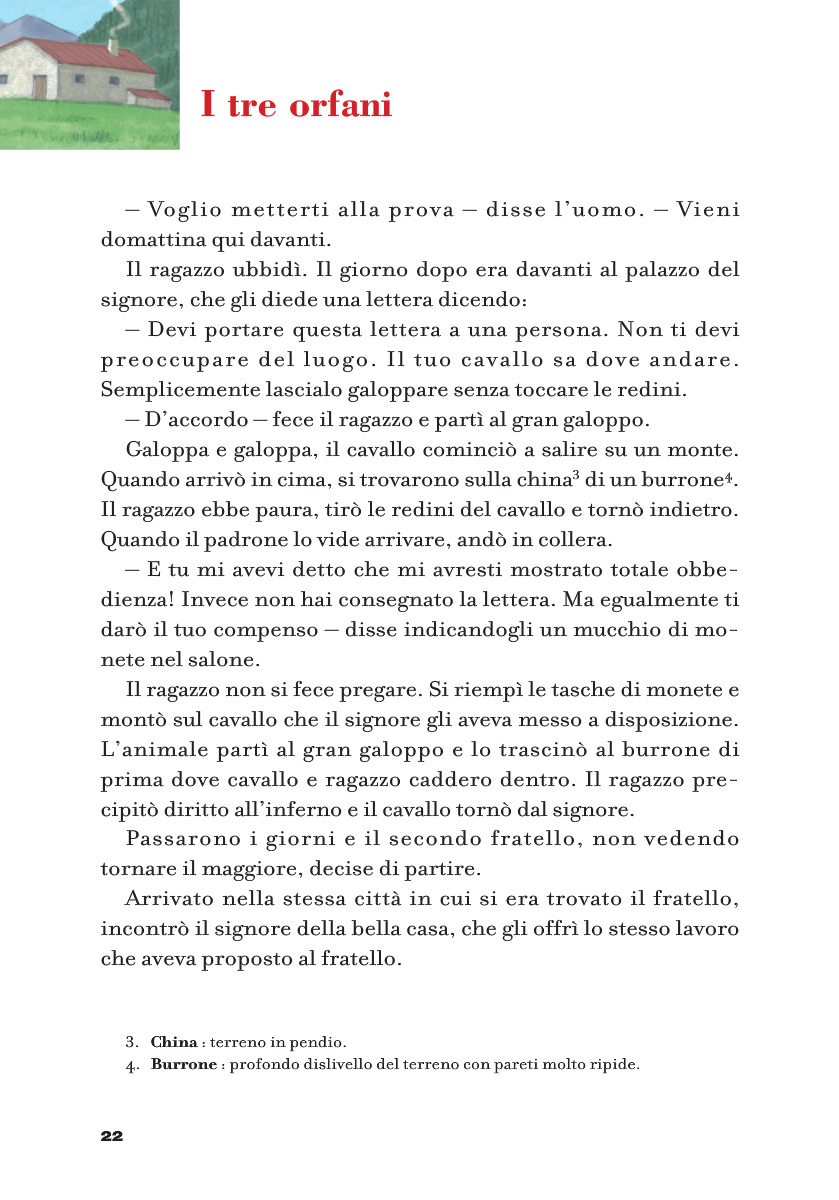 I tre orfani
– Voglio metterti alla prova – disse l’uomo. – Vieni
domattina qui davanti.
Il ragazzo ubbidì. Il giorno dopo era davanti al palazzo del
signore, che gli diede una lettera dicendo:
– Devi portare questa lettera a una persona. Non ti devi
preoccupare del luogo. Il tuo cavallo sa dove andare.
Semplicemente lascialo galoppare senza toccare le redini.
– D’accordo – fece il ragazzo e partì al gran galoppo.
Galoppa e galoppa, il cavallo cominciò a salire su un monte.
Quando arrivò in cima, si trovarono sulla china³ di un burrone⁴.
Il ragazzo ebbe paura, tirò le redini del cavallo e tornò indietro.
Quando il padrone lo vide arrivare, andò in collera.
– E tu mi avevi detto che mi avresti mostrato totale obbe-
dienza! Invece non hai consegnato la lettera. Ma egualmente ti
darò il tuo compenso – disse indicandogli un mucchio di mo-
nete nel salone.
Il ragazzo non si fece pregare. Si riempì le tasche di monete e
montò sul cavallo che il signore gli aveva messo a disposizione.
L’animale partì al gran galoppo e lo trascinò al burrone di
prima dove cavallo e ragazzo caddero dentro. Il ragazzo pre-
cipitò diritto all’inferno e il cavallo tornò dal signore.
Passarono i giorni e il secondo fratello, non vedendo
tornare il maggiore, decise di partire.
Arrivato nella stessa città in cui si era trovato il fratello,
incontrò il signore della bella casa, che gli offrì lo stesso lavoro
che aveva proposto al fratello.
3. China : terreno in pendio.
4. Burrone : profondo dislivello del terreno con pareti molto ripide.
22